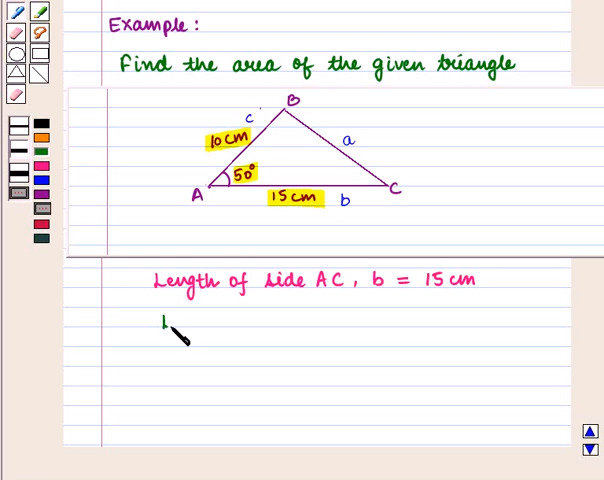 Example:
Find the area of the given triangle
B
c
10 cm
a
50°
A
C
15 cm
b
Length of side AC, b = 15 cm